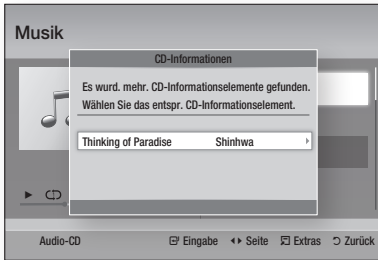 Musik
CD-Informationen
Es wurd. mehr. CD-Informationselemente gefunden.
Wählen Sie das entspr. CD-Informationselement.
Thinking of Paradise Shinhwa
Audio-CD Eingabe Seite Extras Zurück